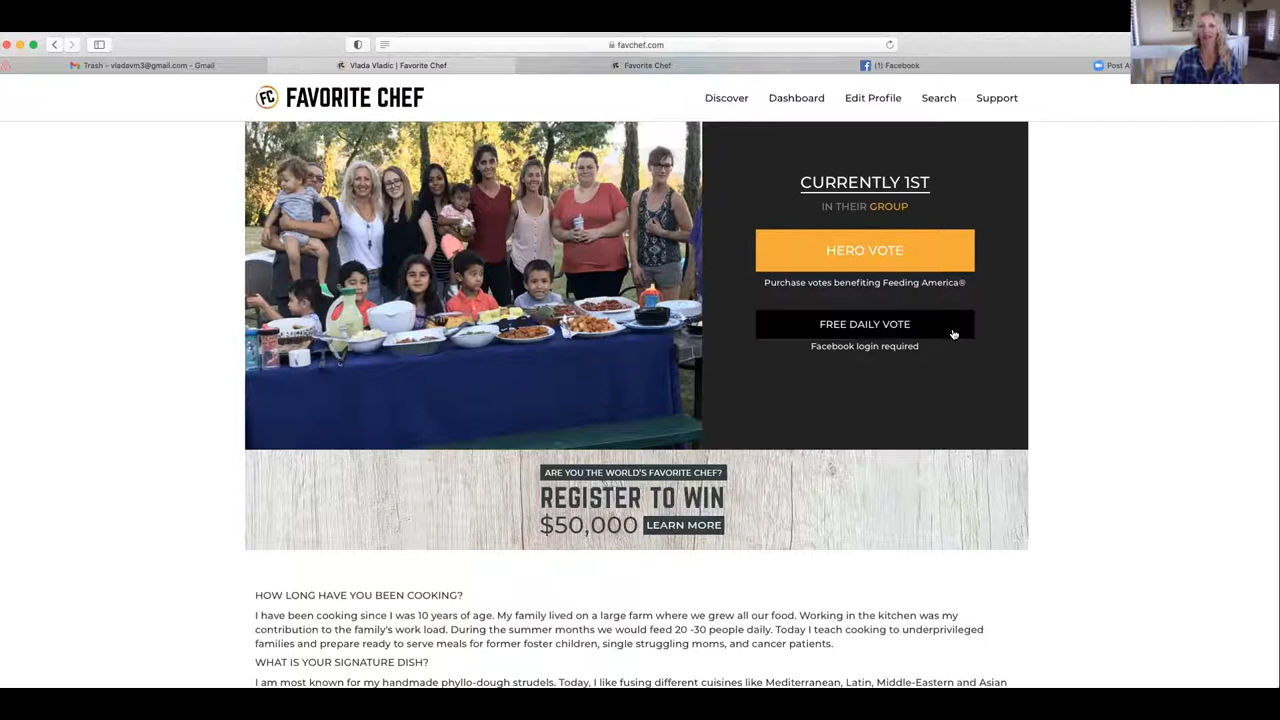 favchef.com
Trash - vladavm3@gmail.com - Gmail
Vlada Vladic | Favorite Chef
Favorite Chef
(1) Facebook
Post A
FC FAVORITE CHEF
Discover
Dashboard
Edit Profile
Search
Support
CURRENTLY 1ST
IN THEIR GROUP
HERO VOTE
Purchase votes benefiting Feeding America®
FREE DAILY VOTE
Facebook login required
ARE YOU THE WORLD'S FAVORITE CHEF?
REGISTER TO WIN
$50,000 LEARN MORE
HOW LONG HAVE YOU BEEN COOKING?
I have been cooking since I was 10 years of age. My family lived on a large farm where we grew all our food. Working in the kitchen was my
contribution to the family's work load. During the summer months we would feed 20 -30 people daily. Today I teach cooking to underprivileged
families and prepare ready to serve meals for former foster children, single struggling moms, and cancer patients.
WHAT IS YOUR SIGNATURE DISH?
I am most known for my handmade phyllo-dough strudels. Today, I like fusing different cuisines like Mediterranean, Latin, Middle-Eastern and Asian